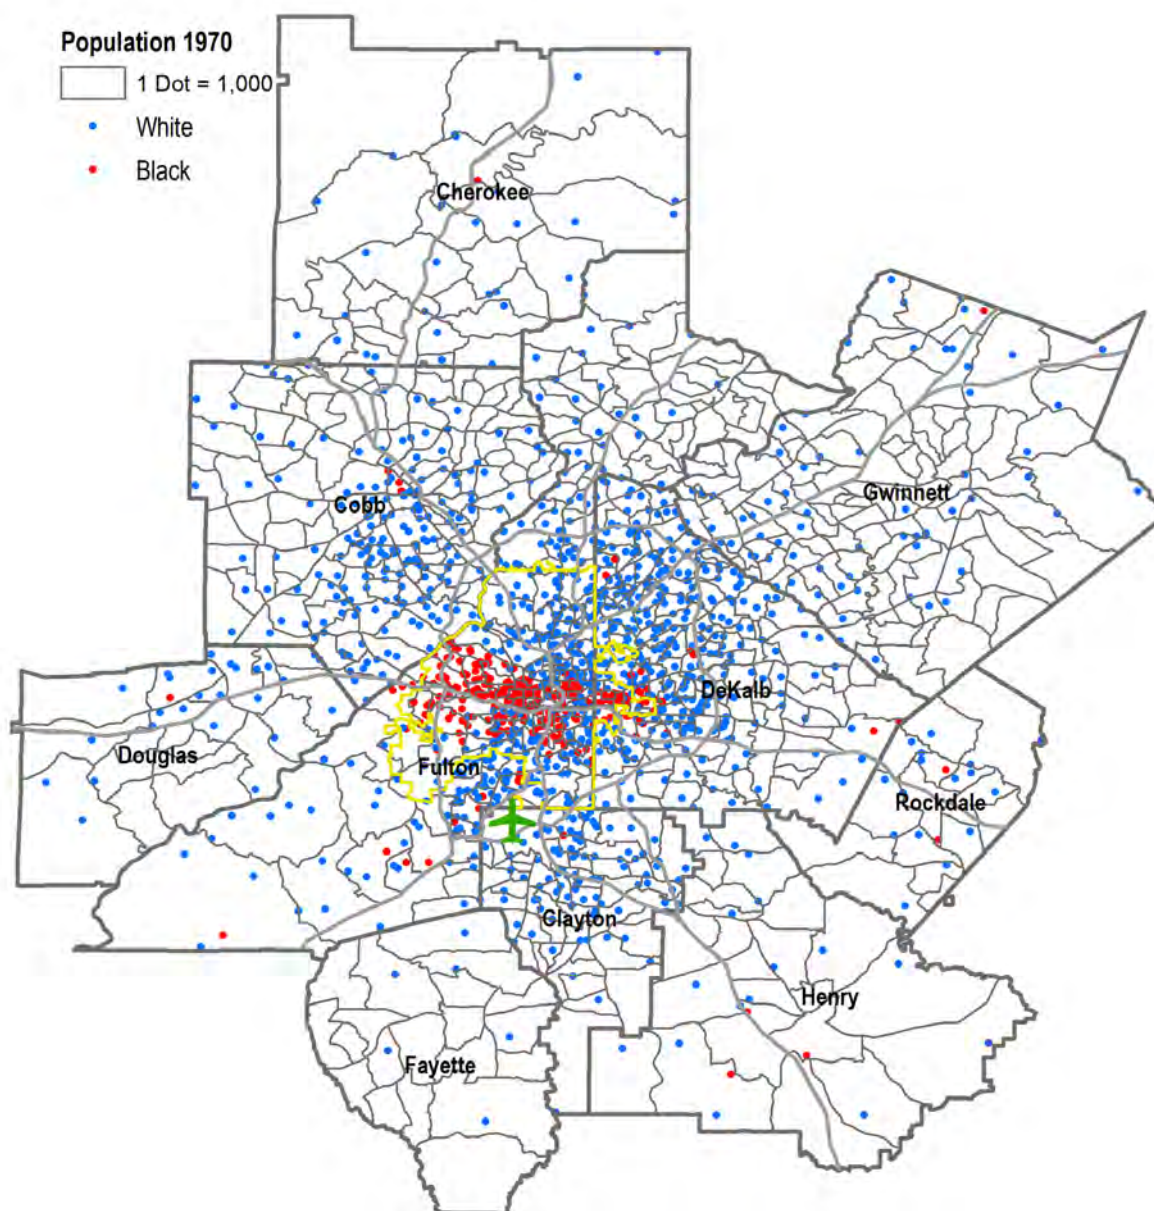 Population 1970
1 Dot = 1,000
White
Black
Cherokee
Cobb
Gwinnett
DeKalb
Douglas
Fulton
Rockdale
Clayton
Henry
Fayette